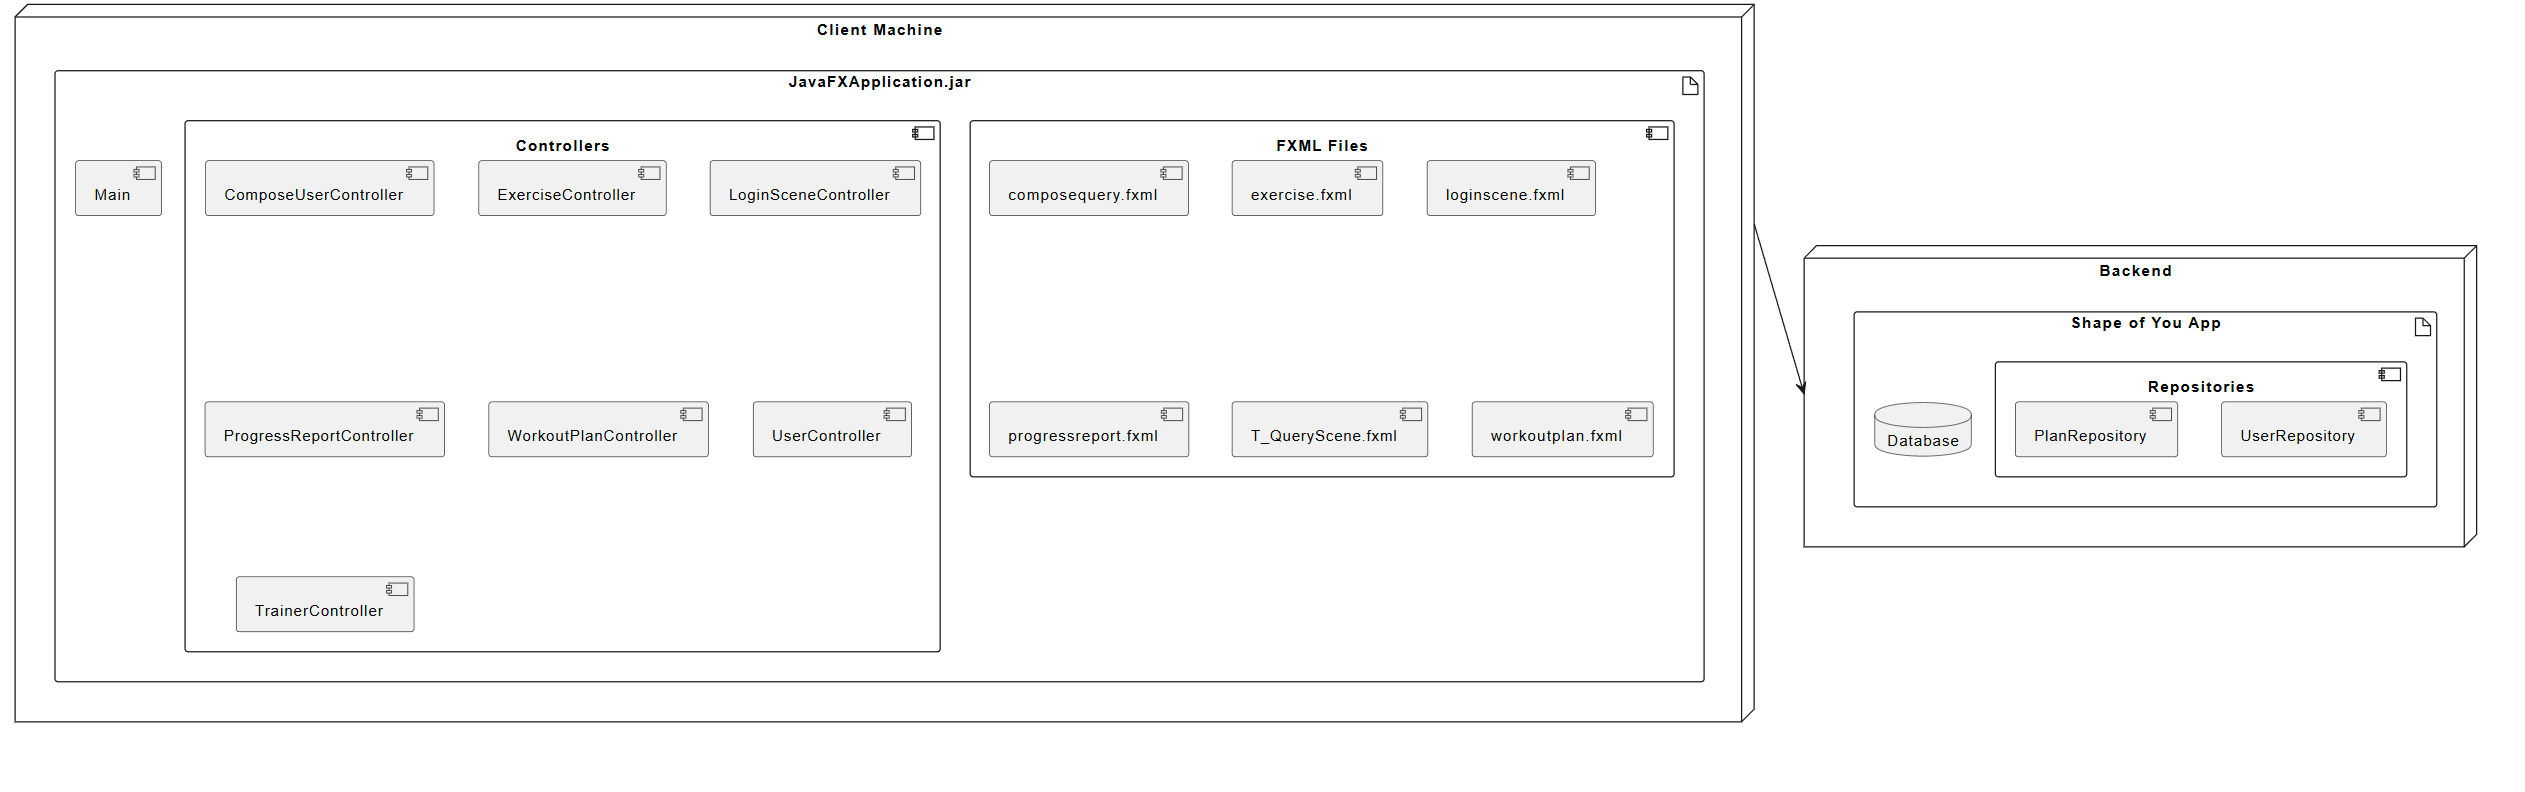 Client Machine
JavaFXApplication.jar
Main
Controllers
ComposeUserController
ExerciseController
LoginSceneController
ProgressReportController
WorkoutPlanController
UserController
TrainerController
FXML Files
composequery.fxml
exercise.fxml
loginscene.fxml
progressreport.fxml
T_QueryScene.fxml
workoutplan.fxml
Backend
Shape of You App
Database
Repositories
PlanRepository
UserRepository